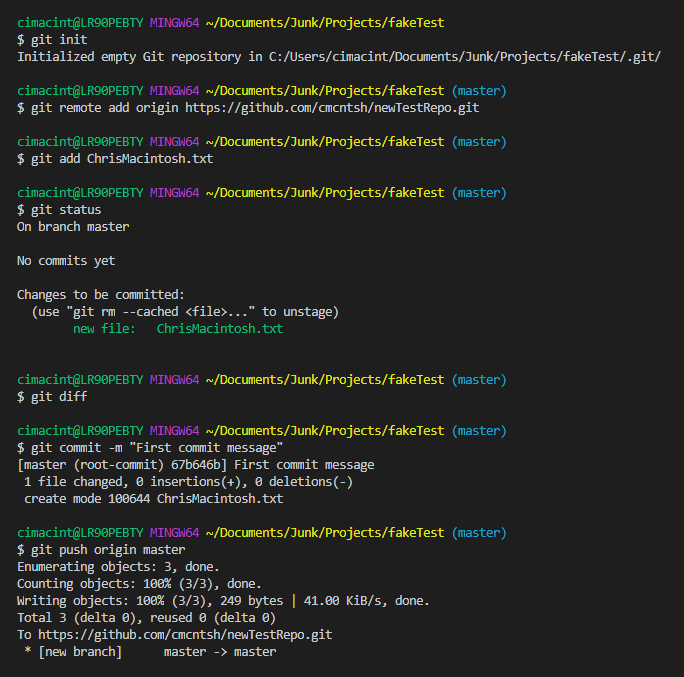 cimacint@LR90PEBTY MINGW64 ~/Documents/Junk/Projects/fakeTest
$ git init
Initialized empty Git repository in C:/Users/cimacint/Documents/Junk/Projects/fakeTest/.git/
cimacint@LR90PEBTY MINGW64 ~/Documents/Junk/Projects/fakeTest (master)
$ git remote add origin https://github.com/cmcntsh/newTestRepo.git
cimacint@LR90PEBTY MINGW64 ~/Documents/Junk/Projects/fakeTest (master)
$ git add ChrisMacintosh.txt
cimacint@LR90PEBTY MINGW64 ~/Documents/Junk/Projects/fakeTest (master)
$ git status
On branch master
No commits yet
Changes to be committed:
  (use "git rm --cached <file>..." to unstage)
        new file:   ChrisMacintosh.txt
cimacint@LR90PEBTY MINGW64 ~/Documents/Junk/Projects/fakeTest (master)
$ git diff
cimacint@LR90PEBTY MINGW64 ~/Documents/Junk/Projects/fakeTest (master)
$ git commit -m "First commit message"
[master (root-commit) 67b646b] First commit message
 1 file changed, 0 insertions(+), 0 deletions(-)
 create mode 100644 ChrisMacintosh.txt
cimacint@LR90PEBTY MINGW64 ~/Documents/Junk/Projects/fakeTest (master)
$ git push origin master
Enumerating objects: 3, done.
Counting objects: 100% (3/3), done.
Writing objects: 100% (3/3), 249 bytes | 41.00 KiB/s, done.
Total 3 (delta 0), reused 0 (delta 0)
To https://github.com/cmcntsh/newTestRepo.git
 * [new branch]      master -> master